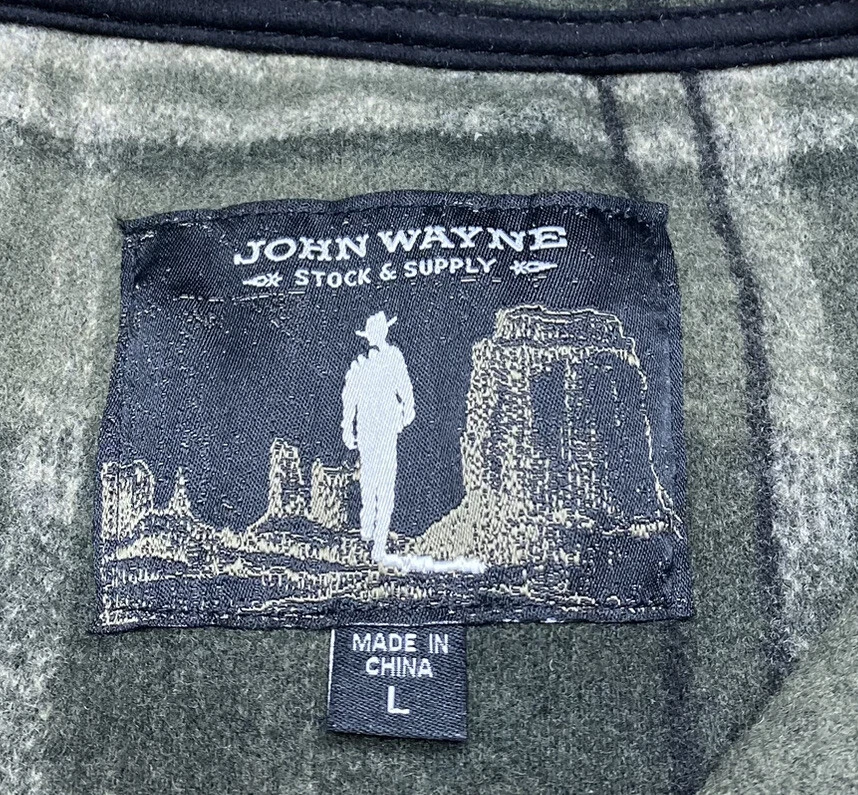 JOHN WAYNE
STOCK & SUPPLY
MADE IN
CHINA
L